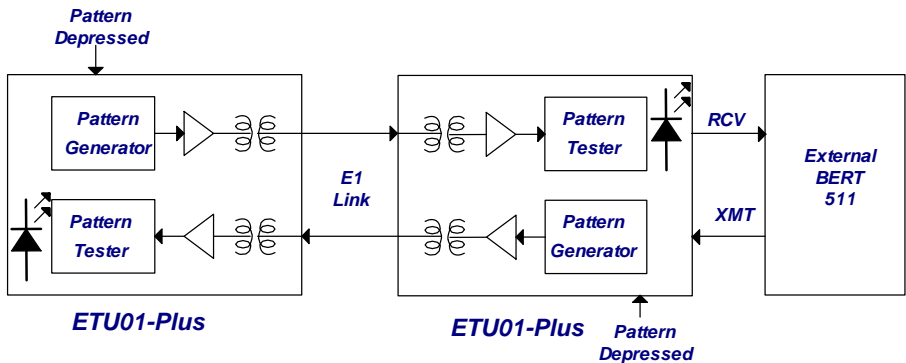 Pattern
Depressed
Pattern
Generator
Pattern
Tester
ETU01-Plus
E1
Link
Pattern
Tester
Pattern
Generator
ETU01-Plus
Pattern
Depressed
RCV
XMT
External
BERT
511